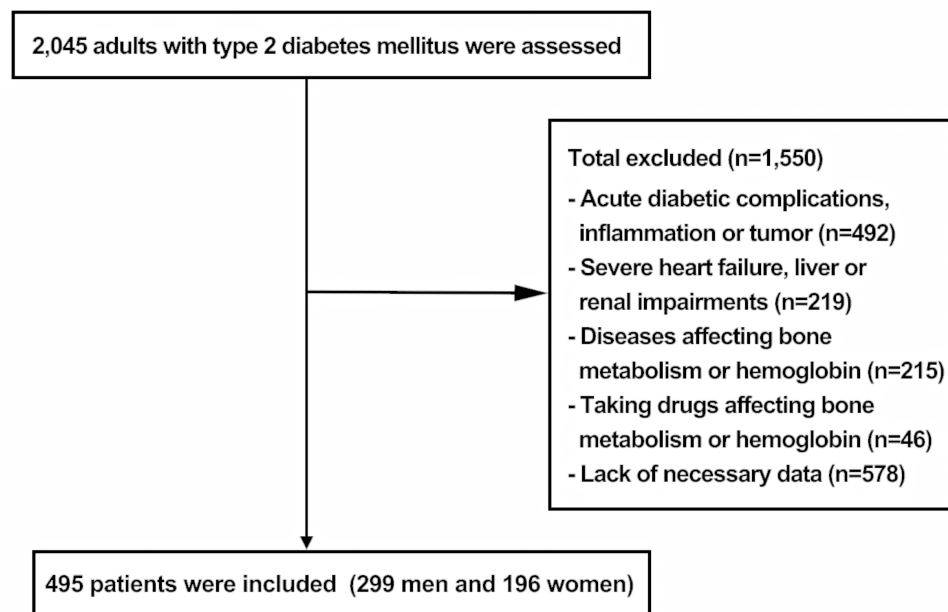 2,045 adults with type 2 diabetes mellitus were assessed
Total excluded (n=1,550)
- Acute diabetic complications,
inflammation or tumor (n=492)
- Severe heart failure, liver or
renal impairments (n=219)
- Diseases affecting bone
metabolism or hemoglobin (n=215)
- Taking drugs affecting bone
metabolism or hemoglobin (n=46)
- Lack of necessary data (n=578)
495 patients were included (299 men and 196 women)